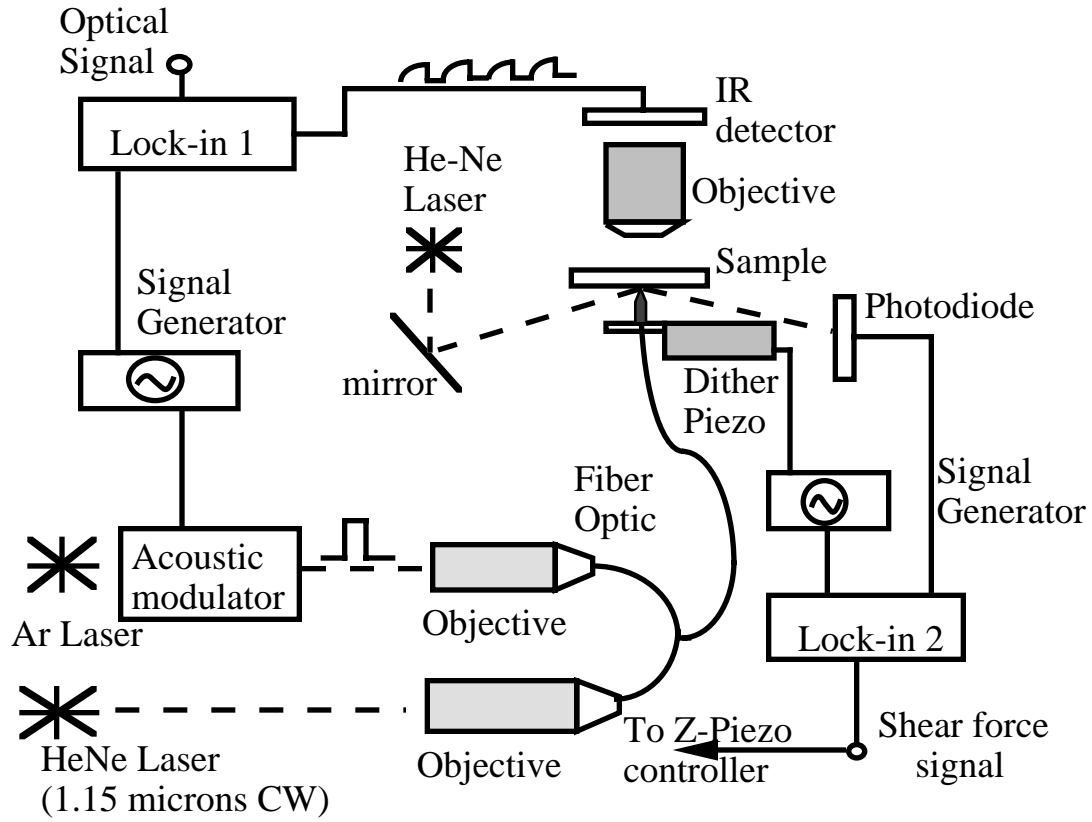 Optical
Signal
Lock-in 1
IR
detector
He-Ne
Laser
Objective
Sample
Signal
Generator
Photodiode
mirror
Dither
Piezo
Fiber
Optic
Signal
Generator
Acoustic
modulator
Ar Laser
Objective
Lock-in 2
HeNe Laser
(1.15 microns CW)
Objective
To Z-Piezo
controller
Shear force
signal